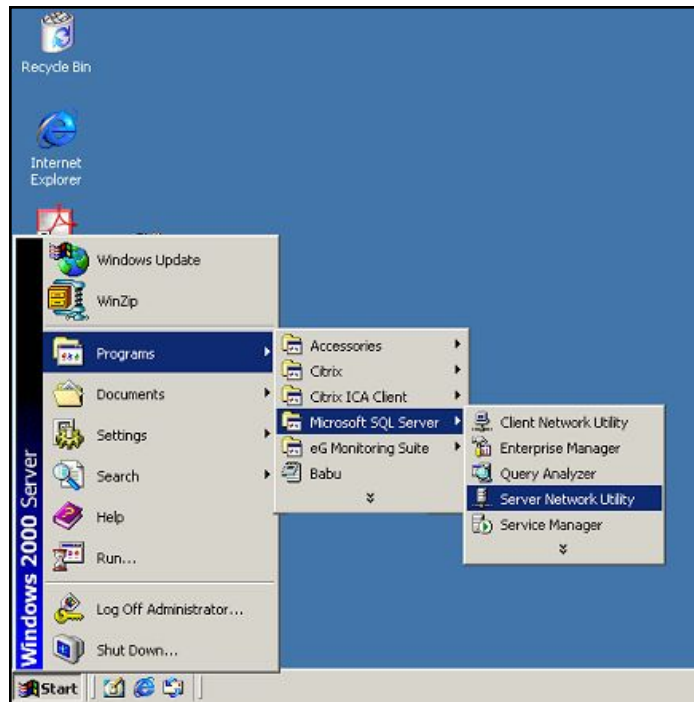 Recycle Bin
Internet
Explorer
Windows Update
WinZip
Programs
Documents
Settings
Search
Help
Run...
Log Off Administrator...
Shut Down...
Windows 2000 Server
Accessories
Citrix
Citrix ICA Client
Microsoft SQL Server
eG Monitoring Suite
Babu
Client Network Utility
Enterprise Manager
Query Analyzer
Server Network Utility
Service Manager
Start